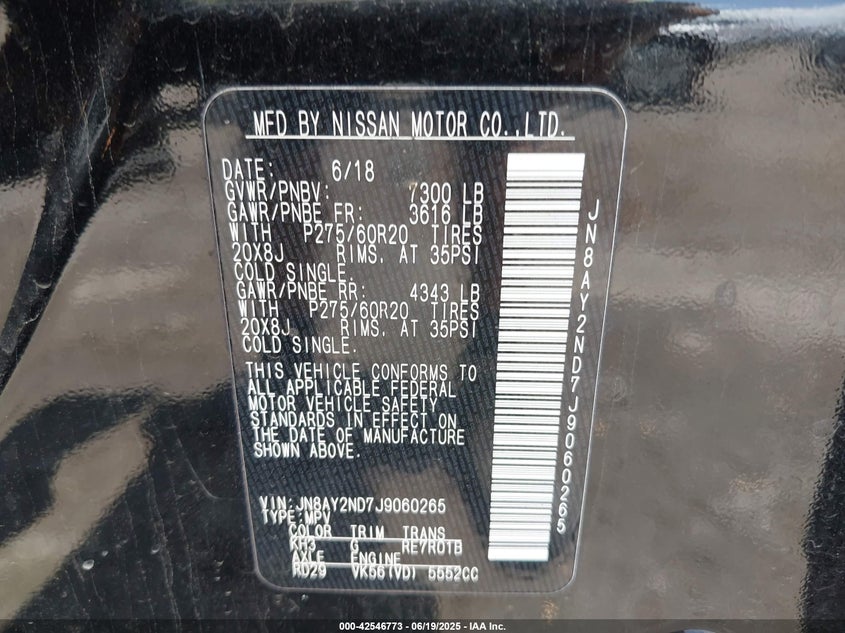 MFD BY NISSAN MOTOR CO.,LTD.
DATE: 6/18
GVWR/PNBV: 7300 LB
GAWR/PNBE FR: 3616 LB
WITH P275/60R20 TIRES
20X8J RIMS. AT 35PSI
COLD SINGLE.
GAWR/PNBE RR: 4343 LB
WITH P275/60R20 TIRES
20X8J RIMS. AT 35PSI
COLD SINGLE.
THIS VEHICLE CONFORMS TO
ALL APPLICABLE FEDERAL
MOTOR VEHICLE SAFETY
STANDARDS IN EFFECT ON
THE DATE OF MANUFACTURE
SHOWN ABOVE.
VIN:JN8AY2ND7J9060265
TYPE:MPV
COLOR TRIM TRANS
KH3 G RE7R01B
AXLE ENGINE
RD29 VK56(VD) 5552CC
JN8AY2ND7J9060265
000-42546773 - 06/19/2025 - IAA Inc.